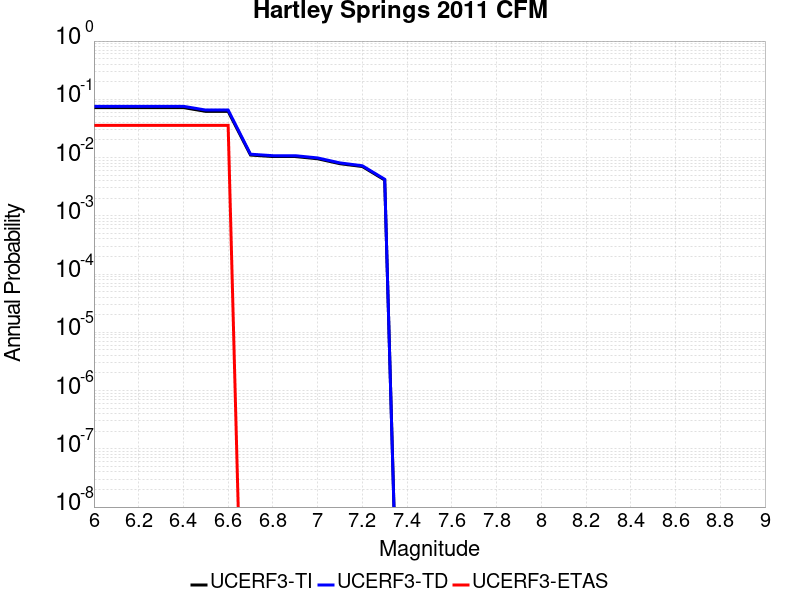 Hartley Springs 2011 CFM
10^0
10^-1
10^-2
10^-3
10^-4
10^-5
10^-6
10^-7
10^-8
Annual Probability
6 6.2 6.4 6.6 6.8 7 7.2 7.4 7.6 7.8 8 8.2 8.4 8.6 8.8 9
Magnitude
UCERF3-TI UCERF3-TD UCERF3-ETAS